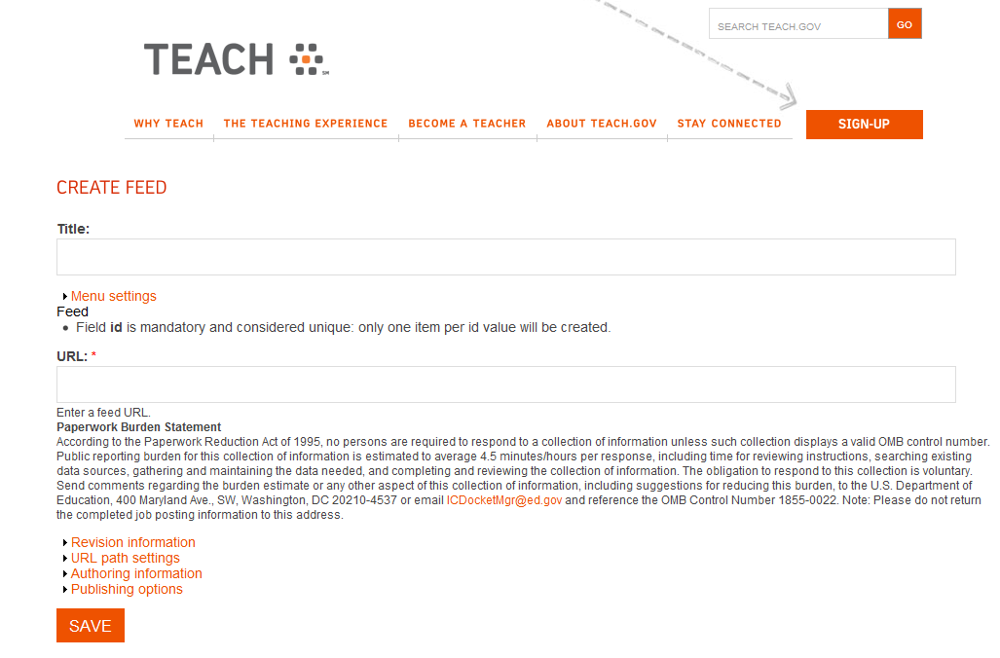 SEARCH TEACH.GOV
GO
TEACH SM
WHY TEACH
THE TEACHING EXPERIENCE
BECOME A TEACHER
ABOUT TEACH.GOV
STAY CONNECTED
SIGN-UP
CREATE FEED
Title:
Menu settings
Feed
Field id is mandatory and considered unique: only one item per id value will be created.
URL: *
Enter a feed URL.
Paperwork Burden Statement
According to the Paperwork Reduction Act of 1995, no persons are required to respond to a collection of information unless such collection displays a valid OMB control number.
Public reporting burden for this collection of information is estimated to average 4.5 minutes/hours per response, including time for reviewing instructions, searching existing
data sources, gathering and maintaining the data needed, and completing and reviewing the collection of information. The obligation to respond to this collection is voluntary.
Send comments regarding the burden estimate or any other aspect of this collection of information, including suggestions for reducing this burden, to the U.S. Department of
Education, 400 Maryland Ave., SW, Washington, DC 20210-4537 or email ICDocketMgr@ed.gov and reference the OMB Control Number 1855-0022. Note: Please do not return
the completed job posting information to this address.
Revision information
URL path settings
Authoring information
Publishing options
SAVE